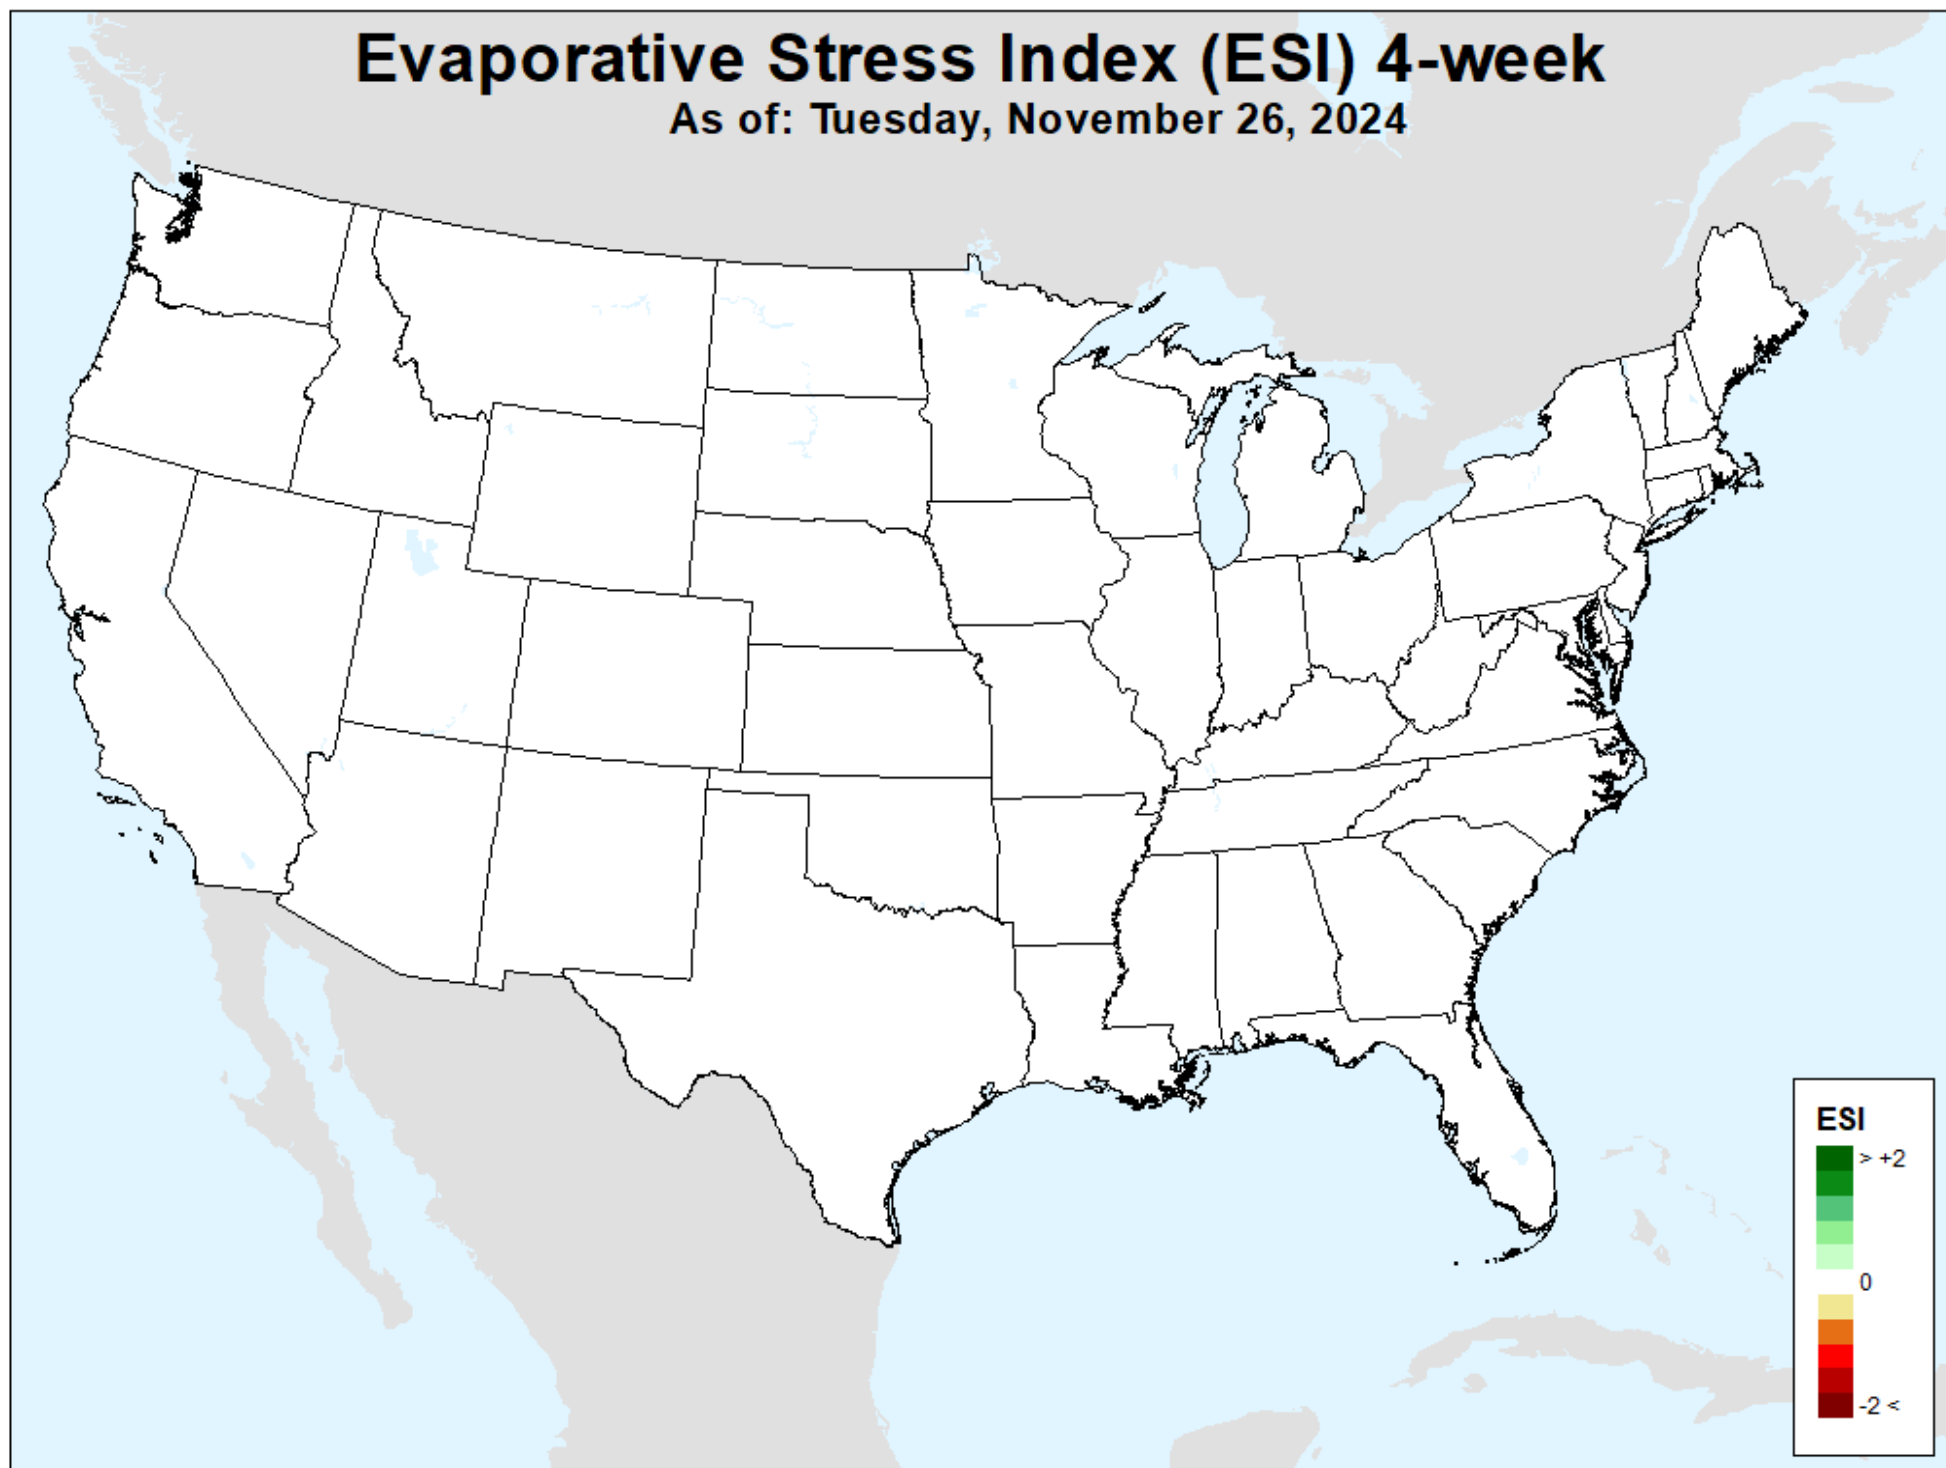 Evaporative Stress Index (ESI) 4-week
As of: Tuesday, November 26, 2024
ESI
> +2
0
-2 <